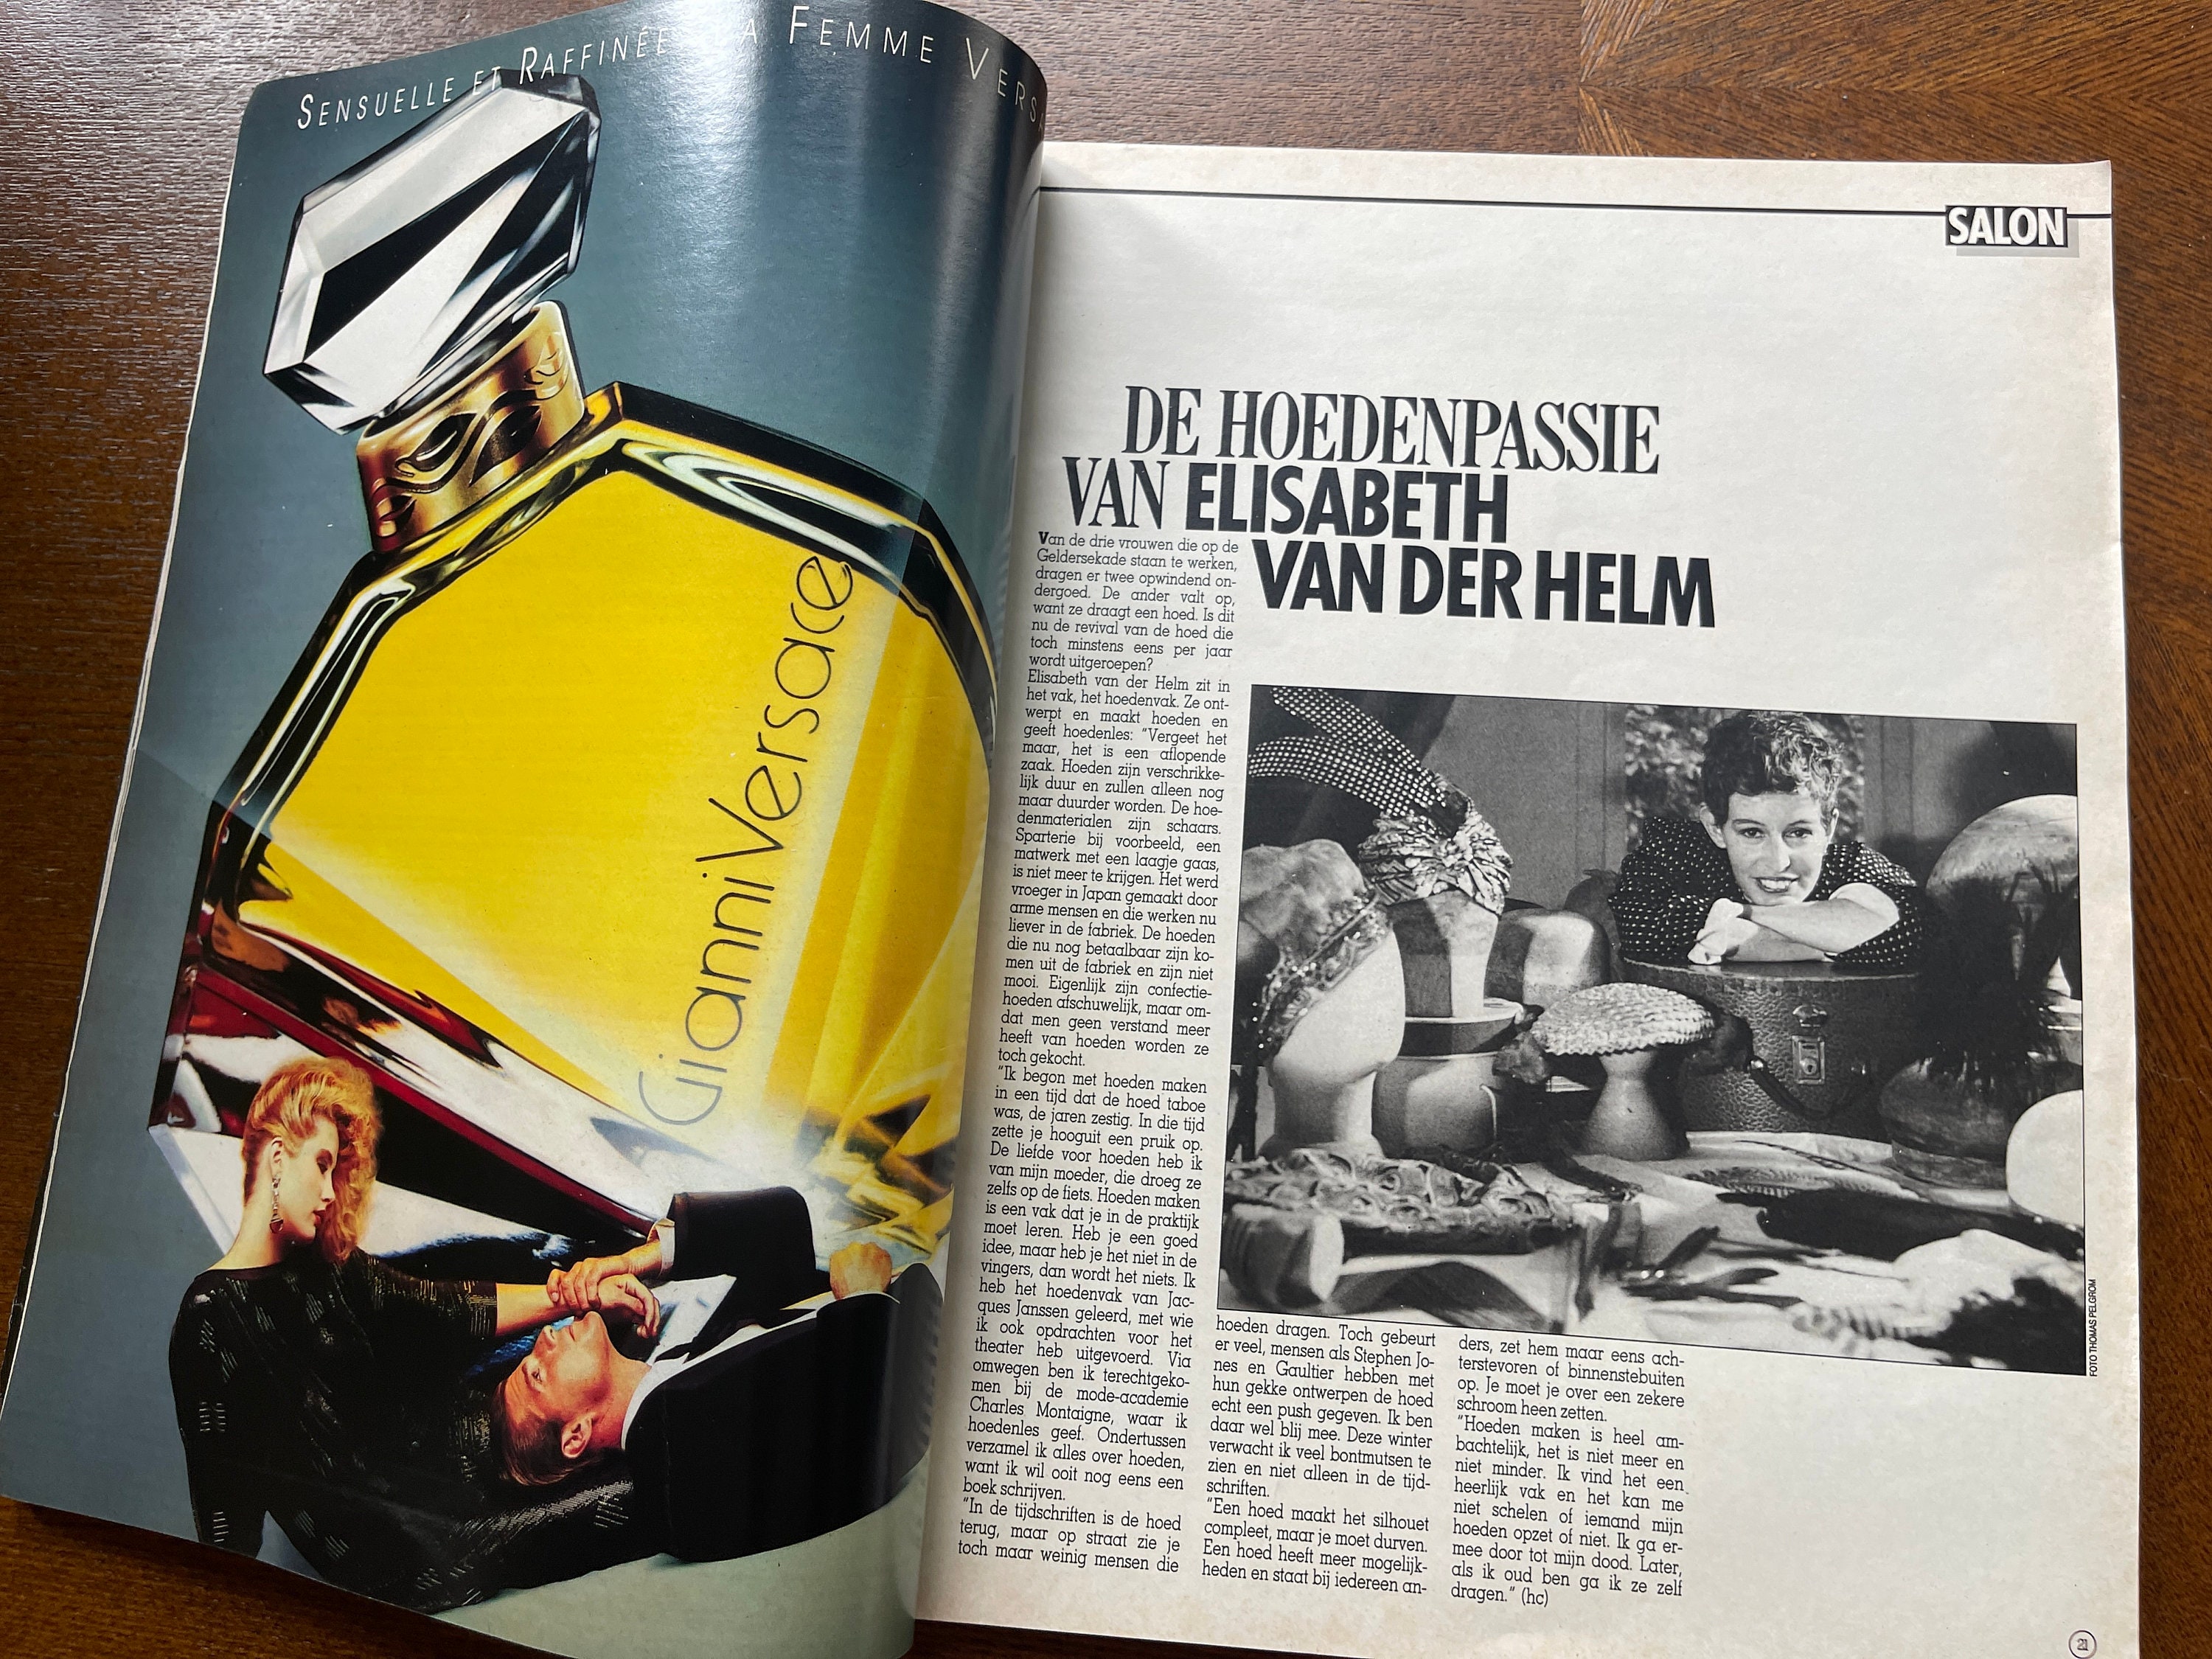 SENSUELLE ET RAFFINÉE A FEMME VERSA
Gianni Versace
SALON
DE HOEDENPASSIE
VAN ELISABETH
VAN DER HELM
Van de drie vrouwen die op de
Geldersekade staan te werken,
dragen er twee opwindend on-
dergoed. De ander valt op,
want ze draagt een hoed. Is dit
nu de revival van de hoed die
toch minstens eens per jaar
wordt uitgeroepen?
Elisabeth van der Helm zit in
het vak, het hoedenvak. Ze ont-
werpt en maakt hoeden en
geeft hoedenles: "Vergeet het
maar, het is een aflopende
zaak. Hoeden zijn verschrikke-
lijk duur en zullen alleen nog
maar duurder worden. De hoe-
denmaterialen zijn schaars.
Sparterie bij voorbeeld, een
matwerk met een laagje gaas,
is niet meer te krijgen. Het werd
vroeger in Japan gemaakt door
arme mensen en die werken nu
liever in de fabriek. De hoeden
die nu nog betaalbaar zijn ko-
men uit de fabriek en zijn niet
mooi. Eigenlijk zijn confectie-
hoeden afschuwelijk, maar om-
dat men geen verstand meer
heeft van hoeden worden ze
toch gekocht.
"Ik begon met hoeden maken
in een tijd dat de hoed taboe
was, de jaren zestig. In die tijd
zette je hooguit een pruik op.
De liefde voor hoeden heb ik
van mijn moeder, die droeg ze
zelfs op de fiets. Hoeden maken
is een vak dat je in de praktijk
moet leren. Heb je een goed
idee, maar heb je het niet in de
vingers, dan wordt het niets. Ik
heb het hoedenvak van Jac-
ques Janssen geleerd, met wie
ik ook opdrachten voor het
theater heb uitgevoerd. Via
omwegen ben ik terechtgeko-
men bij de mode-academie
Charles Montaigne, waar ik
hoedenles geef. Ondertussen
verzamel ik alles over hoeden,
want ik wil ooit nog eens een
boek schrijven.
"In de tijdschriften is de hoed
terug, maar op straat zie je
toch maar weinig mensen die
hoeden dragen. Toch gebeurt
er veel, mensen als Stephen Jo-
nes en Gaultier hebben met
hun gekke ontwerpen de hoed
echt een push gegeven. Ik ben
daar wel blij mee. Deze winter
verwacht ik veel bontmutsen te
zien en niet alleen in de tijd-
schriften.
"Een hoed maakt het silhouet
compleet, maar je moet durven.
Een hoed heeft meer mogelijk-
heden en staat bij iedereen an-
ders, zet hem maar eens ach-
terstevoren of binnenstebuiten
op. Je moet je over een zekere
schroom heen zetten.
"Hoeden maken is heel am-
bachtelijk, het is niet meer en
niet minder. Ik vind het een
heerlijk vak en het kan me
niet schelen of iemand mijn
hoeden opzet of niet. Ik ga er-
mee door tot mijn dood. Later,
als ik oud ben ga ik ze zelf
dragen." (hc)
FOTO THOMAS PELGROM
21